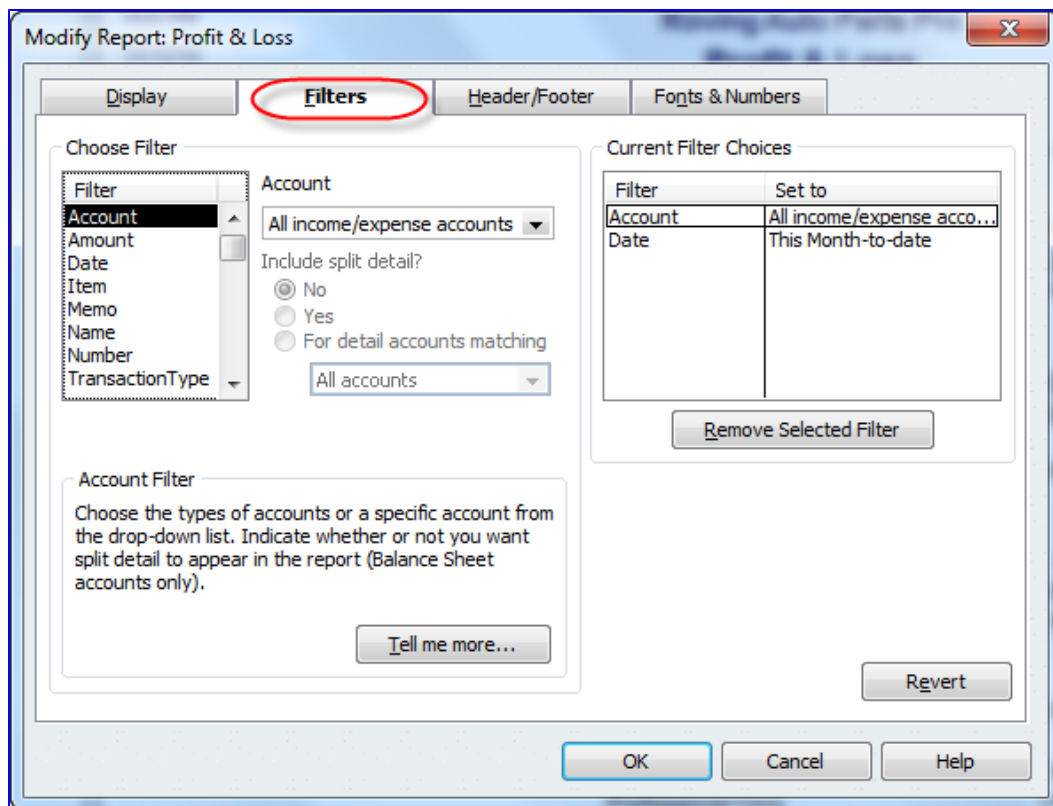 Modify Report: Profit & Loss
X
Display
Filters
Header/Footer
Fonts & Numbers
Choose Filter
Filter
Account
Amount
Date
Item
Memo
Name
Number
TransactionType
Account
All income/expense accounts
Include split detail?
No
Yes
For detail accounts matching
All accounts
Account Filter
Choose the types of accounts or a specific account from
the drop-down list. Indicate whether or not you want
split detail to appear in the report (Balance Sheet
accounts only).
Tell me more...
Current Filter Choices
Filter Set to
Account All income/expense acco...
Date This Month-to-date
Remove Selected Filter
Revert
OK
Cancel
Help